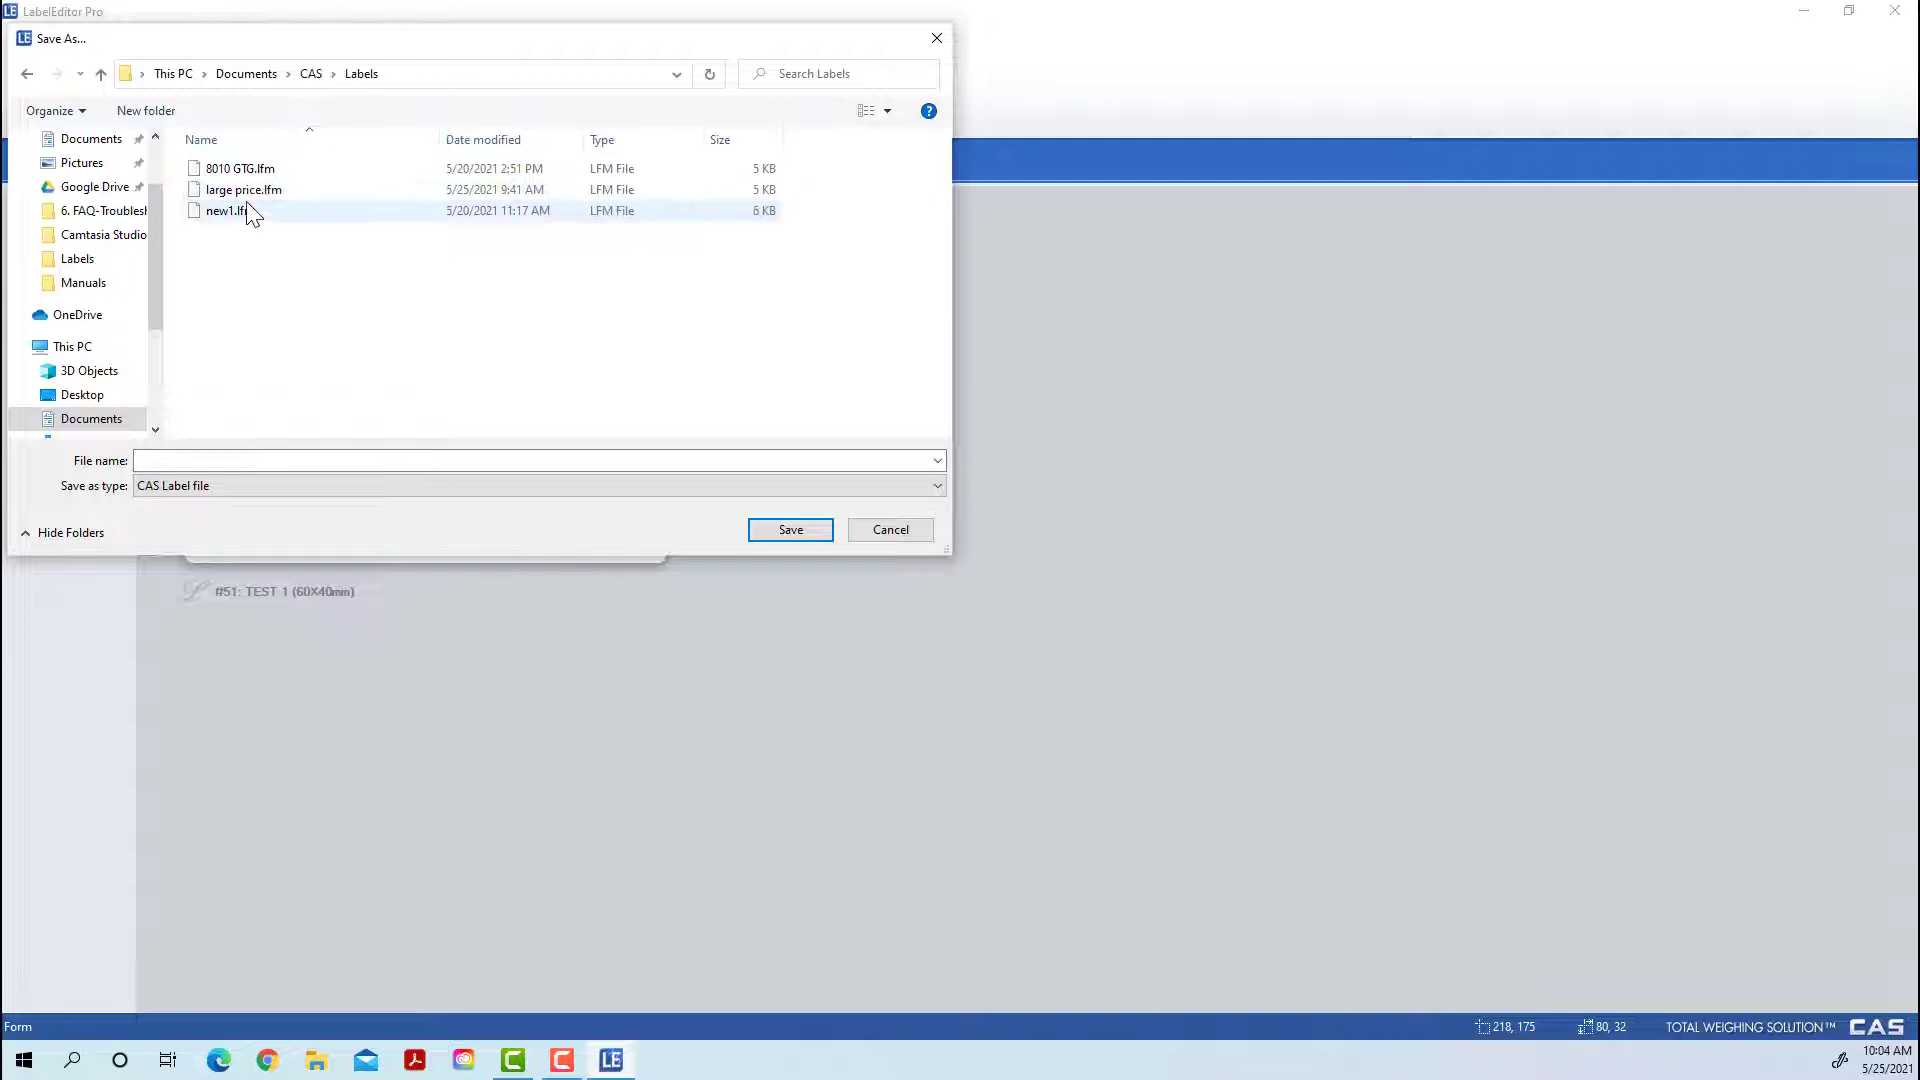 LE LabelEditor Pro
LE Save As...
This PC > Documents > CAS > Labels
Search Labels
Organize
New folder
Name
Date modified
Type
Size
8010 GTG.lfm 5/20/2021 2:51 PM LFM File 5 KB
large price.lfm 5/25/2021 9:41 AM LFM File 5 KB
new1.lf 5/20/2021 11:17 AM LFM File 6 KB
Documents
Pictures
Google Drive
6. FAQ-Troublesh
Camtasia Studio
Labels
Manuals
OneDrive
This PC
3D Objects
Desktop
Documents
File name:
Save as type: CAS Label file
Hide Folders
Save
Cancel
#51: TEST 1 (60X40mm)
Form
218, 175
80, 32
TOTAL WEIGHING SOLUTION™ CAS
LE
10:04 AM
5/25/2021